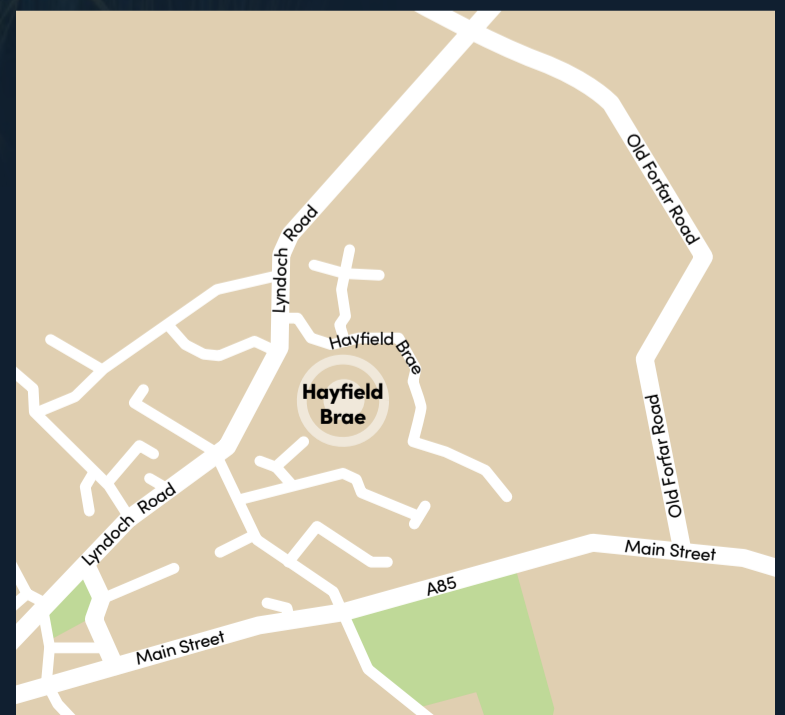 Old Forfar Road
Lyndoch Road
Hayfield Brae
Hayfield
Brae
Old Forfar Road
Lyndoch Road
Main Street
A85
Main Street